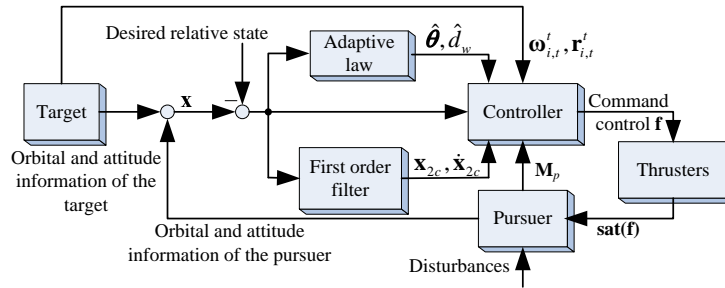 Desired relative state
Adaptive law
θ̂, d̂_w
ω^t_{i,t}, r^t_{i,t}
Target
x
−
Controller
Command control f
Orbital and attitude information of the target
First order filter
x_{2c}, ẋ_{2c}
M_p
Thrusters
Orbital and attitude information of the pursuer
Pursuer
sat(f)
Disturbances